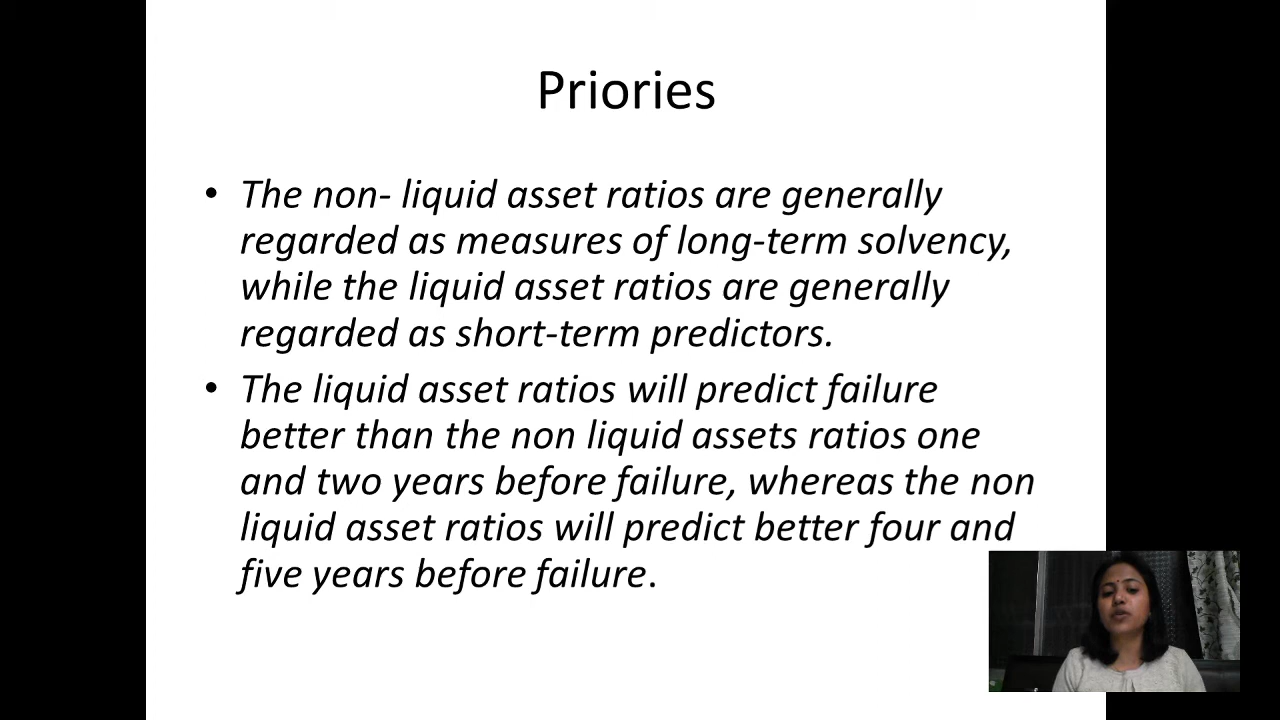 Priories
• The non- liquid asset ratios are generally
regarded as measures of long-term solvency,
while the liquid asset ratios are generally
regarded as short-term predictors.
• The liquid asset ratios will predict failure
better than the non liquid assets ratios one
and two years before failure, whereas the non
liquid asset ratios will predict better four and
five years before failure.